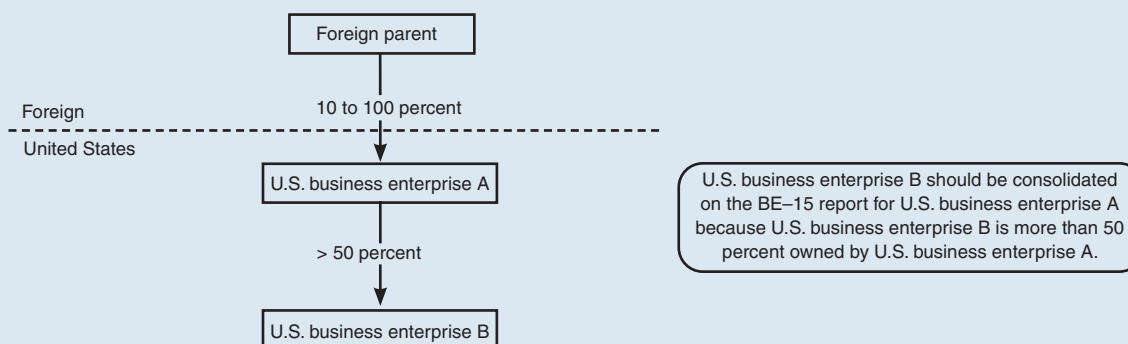 Foreign parent
10 to 100 percent
Foreign
United States
U.S. business enterprise A
U.S. business enterprise B should be consolidated
on the BE–15 report for U.S. business enterprise A
because U.S. business enterprise B is more than 50
percent owned by U.S. business enterprise A.
> 50 percent
U.S. business enterprise B